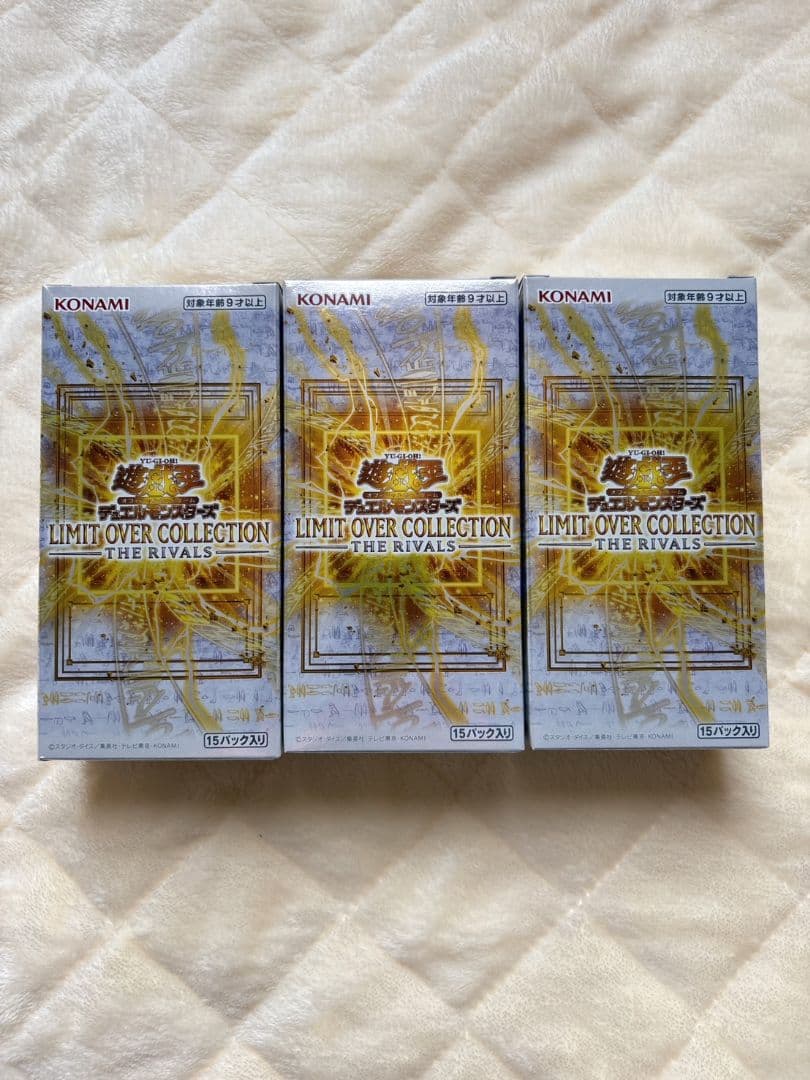 KONAMI
対象年齢9才以上
YU-GI-OH!
遊戯王
デュエルモンスターズ
LIMIT OVER COLLECTION
THE RIVALS
©スタジオ・ダイス/集英社・テレビ東京・KONAMI
15パック入り
KONAMI
対象年齢9才以上
YU-GI-OH!
遊戯王
デュエルモンスターズ
LIMIT OVER COLLECTION
THE RIVALS
©スタジオ・ダイス/集英社・テレビ東京・KONAMI
15パック入り
KONAMI
対象年齢9才以上
YU-GI-OH!
遊戯王
デュエルモンスターズ
LIMIT OVER COLLECTION
THE RIVALS
©スタジオ・ダイス/集英社・テレビ東京・KONAMI
15パック入り